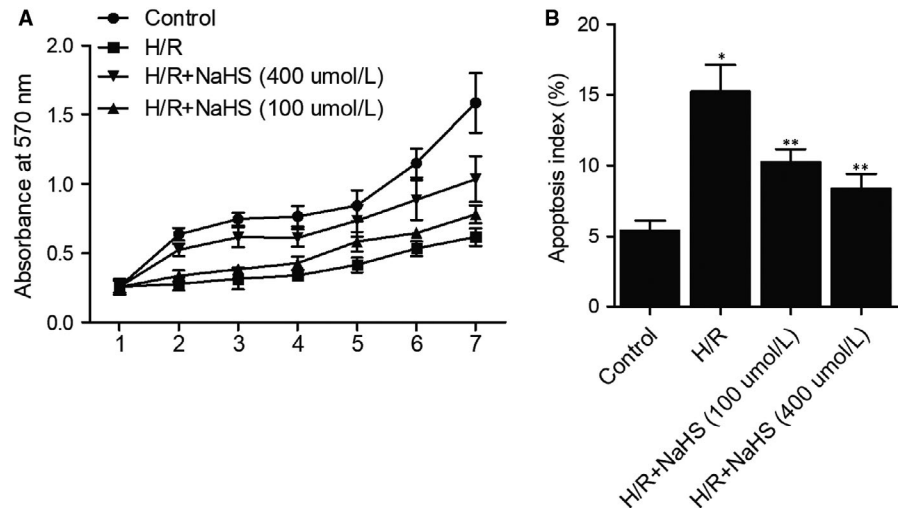 A
Control
H/R
H/R+NaHS (400 umol/L)
H/R+NaHS (100 umol/L)
Absorbance at 570 nm
2.0
1.5
1.0
0.5
0.0
1 2 3 4 5 6 7
B
Apoptosis index (%)
20
15
10
5
0
*
**
**
Control
H/R
H/R+NaHS (100 umol/L)
H/R+NaHS (400 umol/L)